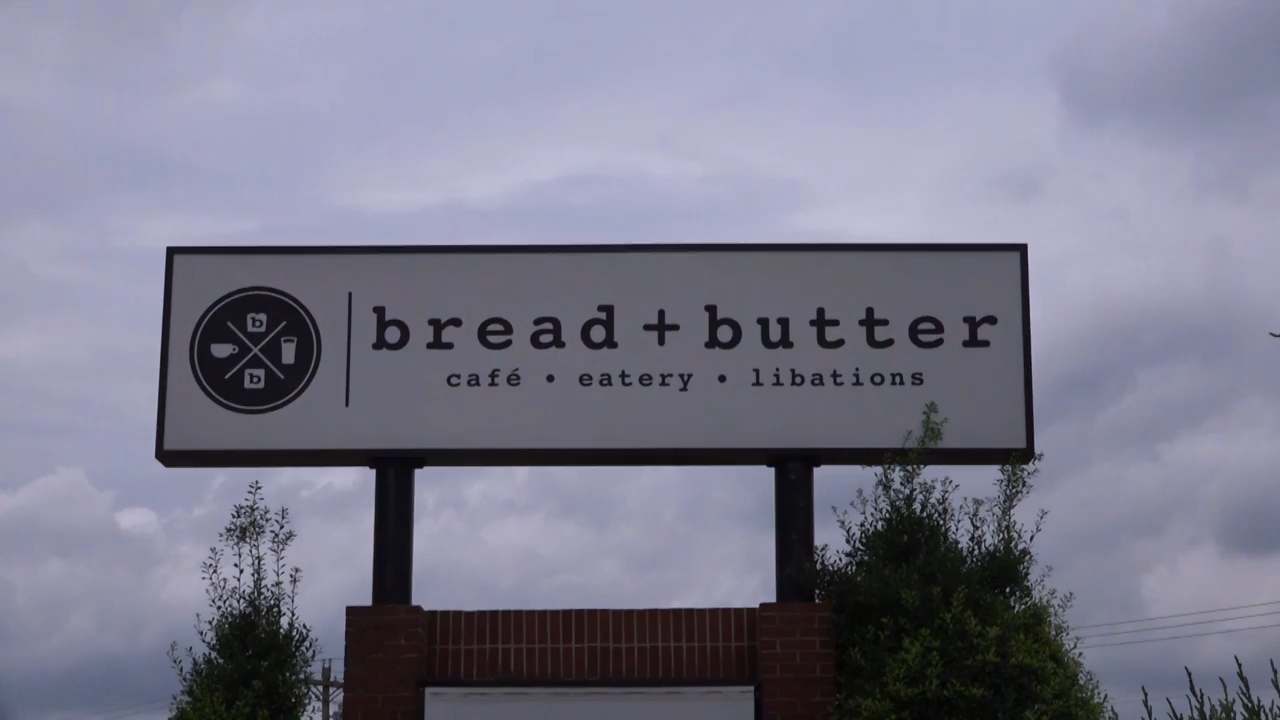 b
b
bread+butter
café • eatery • libations